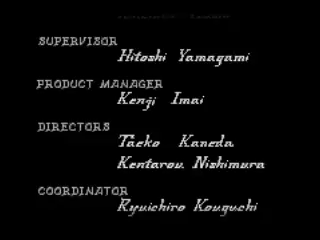 SUPERVISOR
Hitoshi Yamagami
PRODUCT MANAGER
Kenji Imai
DIRECTORS
Taeko Kaneda
Kentarou Nishimura
COORDINATOR
Ryuichiro Kouguchi